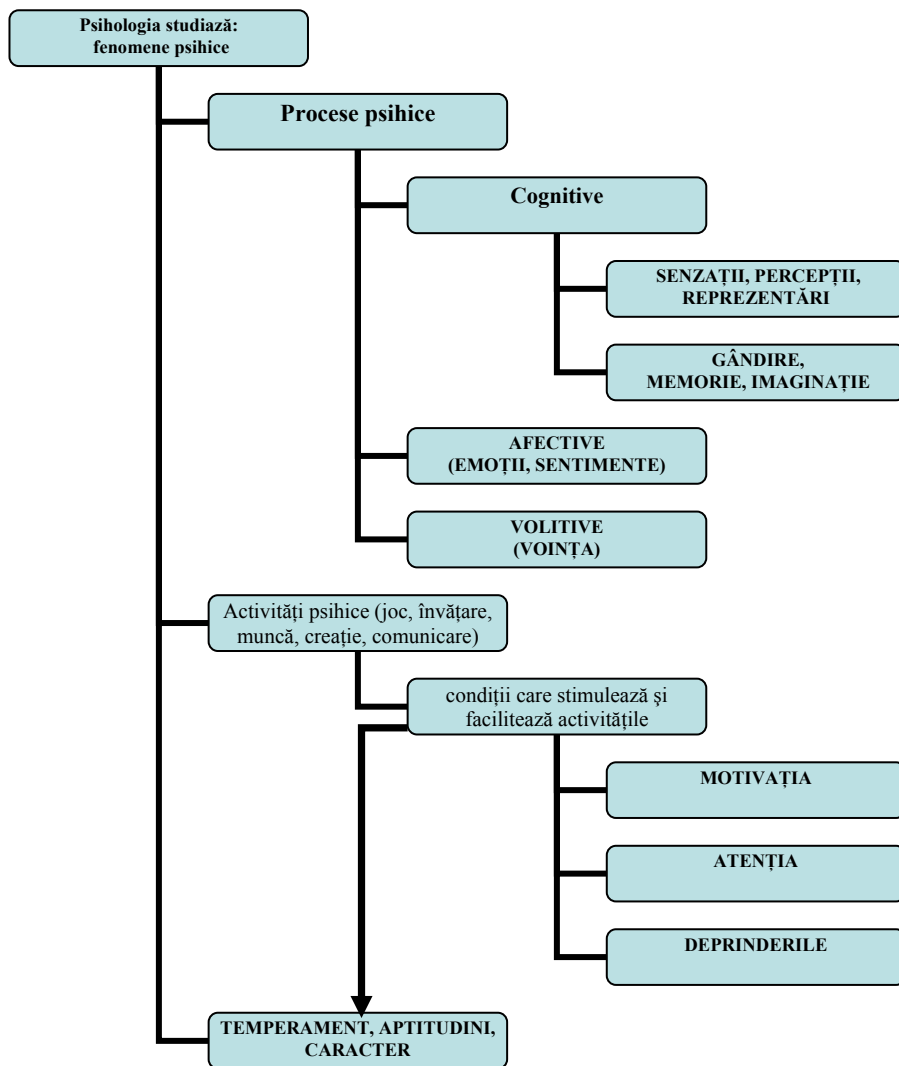 Psihologia studiază:
fenomene psihice
Procese psihice
Cognitive
SENZAȚII, PERCEPȚII,
REPREZENTĂRI
GÂNDIRE,
MEMORIE, IMAGINAȚIE
AFECTIVE
(EMOȚII, SENTIMENTE)
VOLITIVE
(VOINȚA)
Activități psihice (joc, învățare,
muncă, creație, comunicare)
condiții care stimulează şi
facilitează activitățile
MOTIVAȚIA
ATENȚIA
DEPRINDERILE
TEMPERAMENT, APTITUDINI,
CARACTER